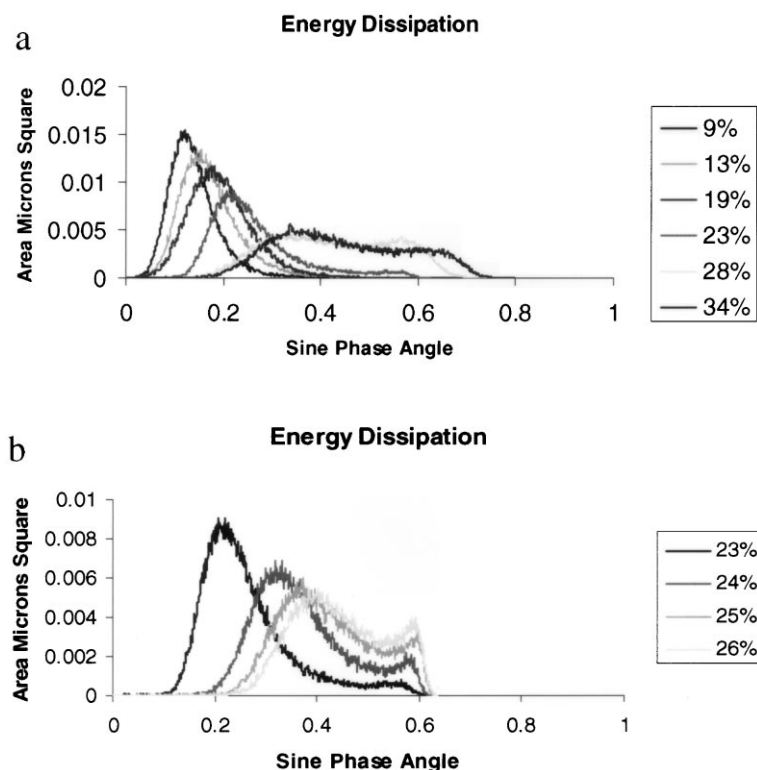 a
Energy Dissipation
Area Microns Square
0.02
0.015
0.01
0.005
0
0 0.2 0.4 0.6 0.8 1
Sine Phase Angle
9%
13%
19%
23%
28%
34%
b
Energy Dissipation
Area Microns Square
0.01
0.008
0.006
0.004
0.002
0
0 0.2 0.4 0.6 0.8 1
Sine Phase Angle
23%
24%
25%
26%